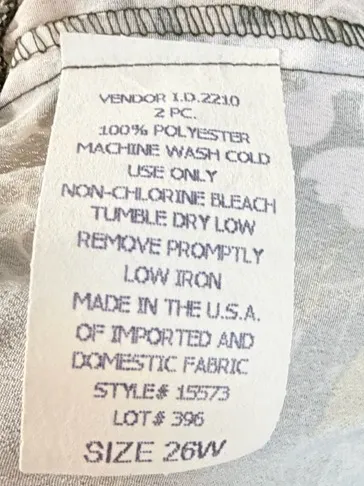 VENDOR I.D.2210
2 PC.
100% POLYESTER
MACHINE WASH COLD
USE ONLY
NON-CHLORINE BLEACH
TUMBLE DRY LOW
REMOVE PROMPTLY
LOW IRON
MADE IN THE U.S.A.
OF IMPORTED AND
DOMESTIC FABRIC
STYLE# 15573
LOT# 396
SIZE 26W